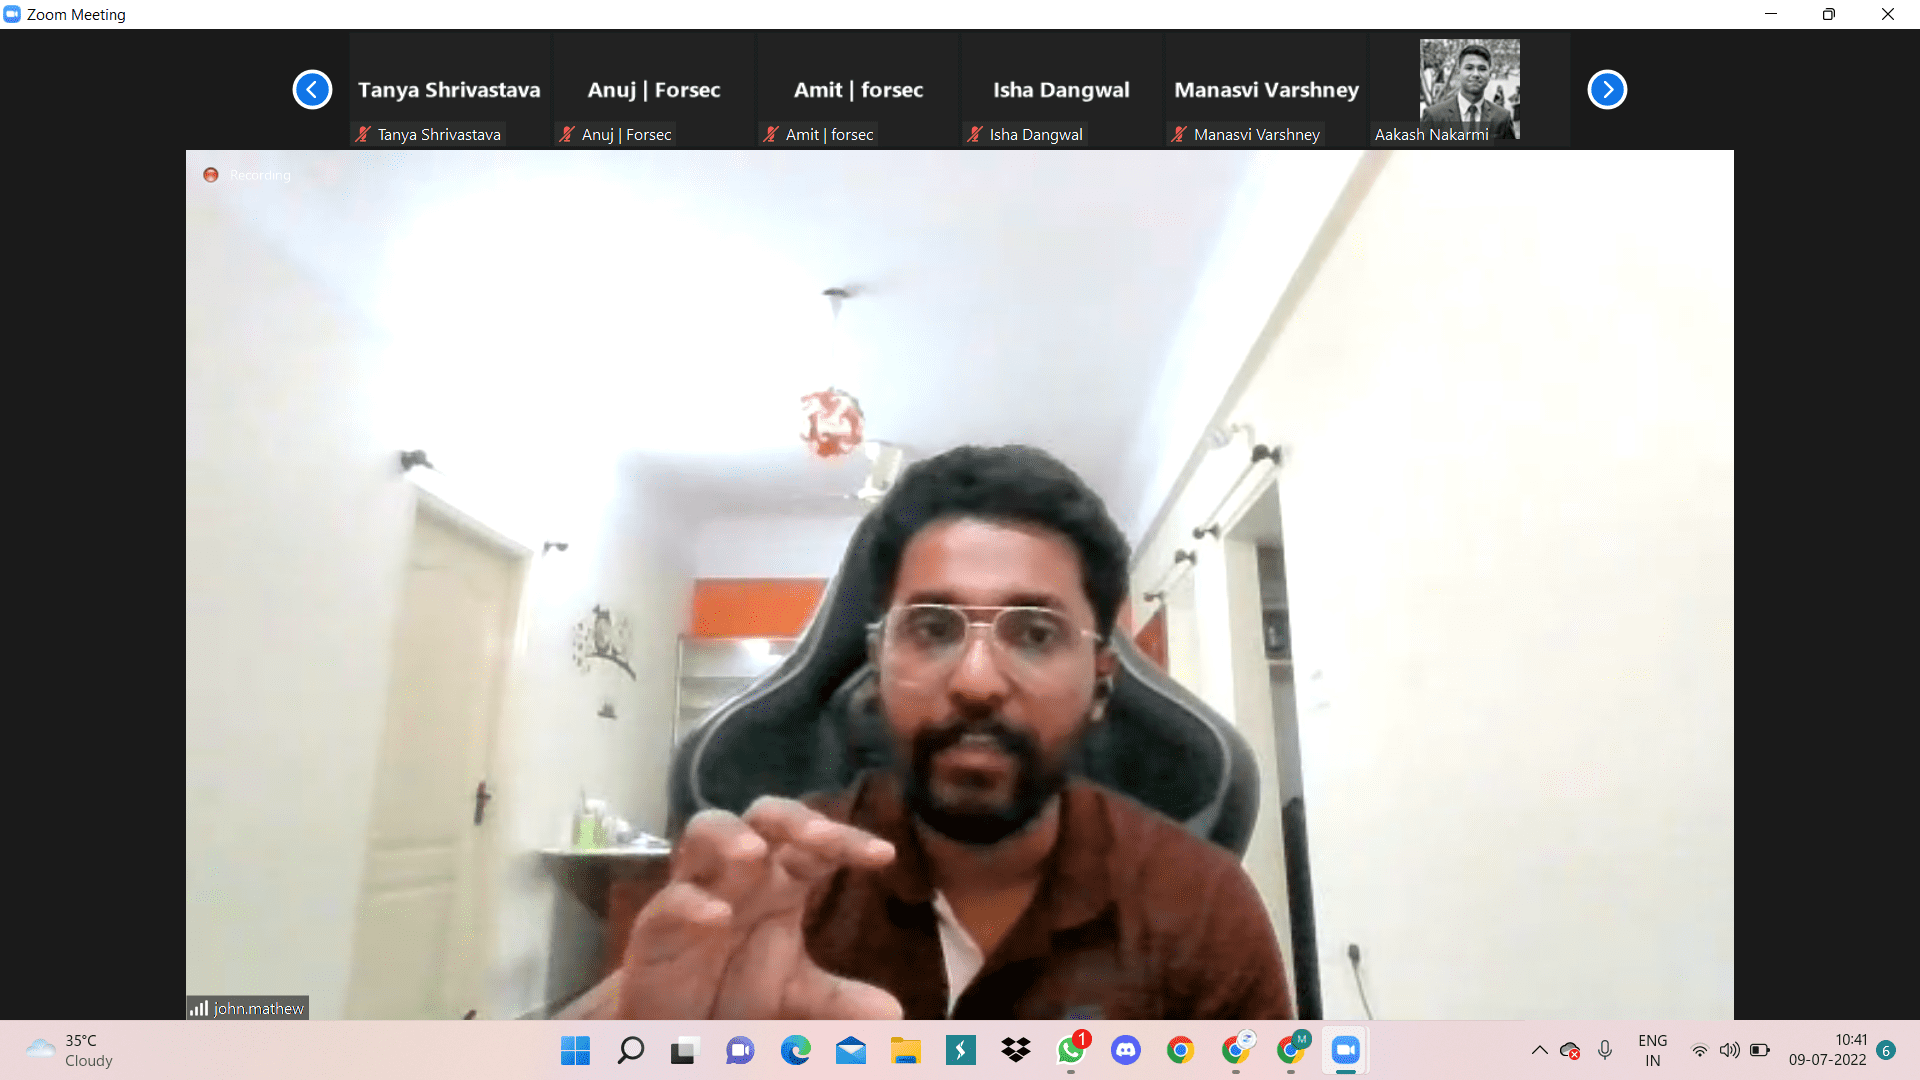 Zoom Meeting
Tanya Shrivastava
Anuj | Forsec
Amit | forsec
Isha Dangwal
Manasvi Varshney
Tanya Shrivastava
Anuj | Forsec
Amit | forsec
Isha Dangwal
Manasvi Varshney
Aakash Nakarmi
Recording
john.mathew
35°C
Cloudy
1
M
ENG
IN
10:41
09-07-2022
6